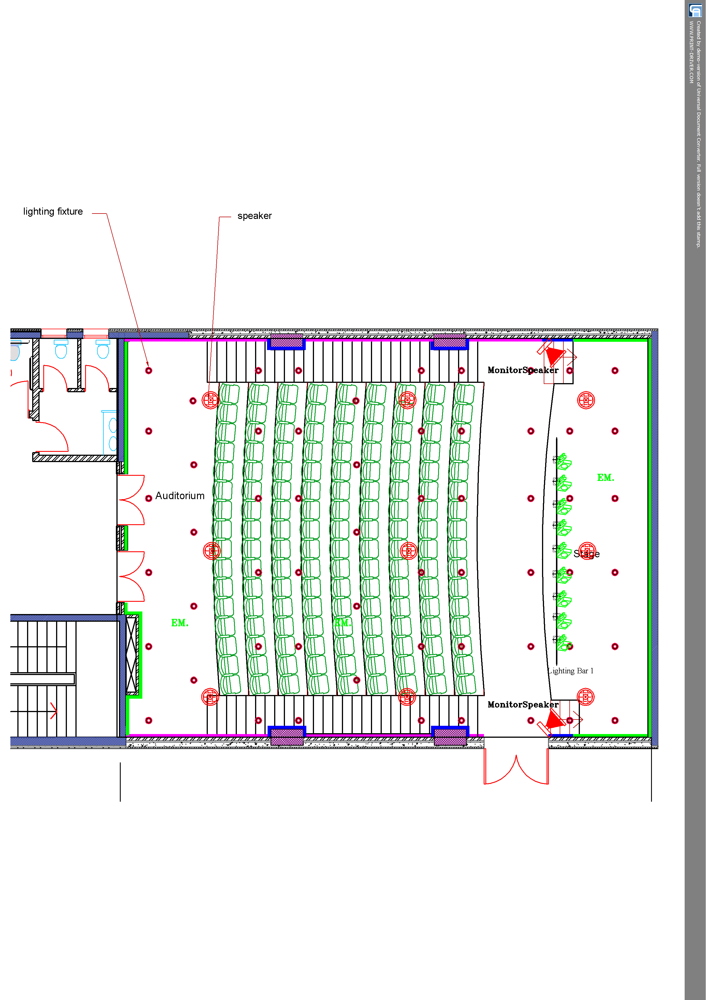 Created by demo-version of Universal Document Converter. Full version doesn't add this stamp.
WWW.PRINT-DRIVER.COM
lighting fixture
speaker
MonitorSpeaker
EM.
Auditorium
Stage
EM.
EM.
Lighting Bar 1
MonitorSpeaker